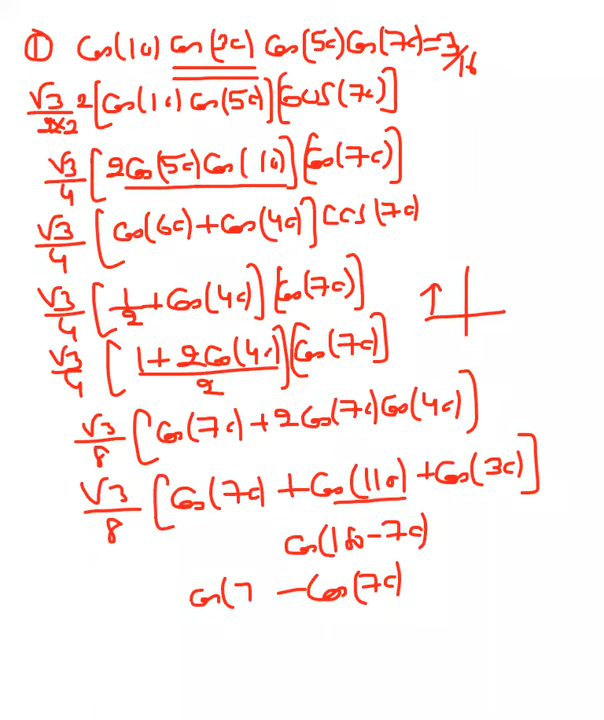 ① Cos(10) Cos(30) Cos(50) Cos(70) = 3/16
√3/2×2 2[Cos(10) Cos(50)][Cos(70)]
√3/4 [2Cos(50) Cos(10)][Cos(70)]
√3/4 [Cos(60) + Cos(40)] Cos(70)
√3/4 [1/2 + Cos(40)][Cos(70)]
√3/4 [(1 + 2Cos(40))/2][Cos(70)]
√3/8 [Cos(70) + 2Cos(70) Cos(40)]
√3/8 [Cos(70) + Cos(110) + Cos(30)]
Cos(180-70)
Cos(7 -Cos(70)